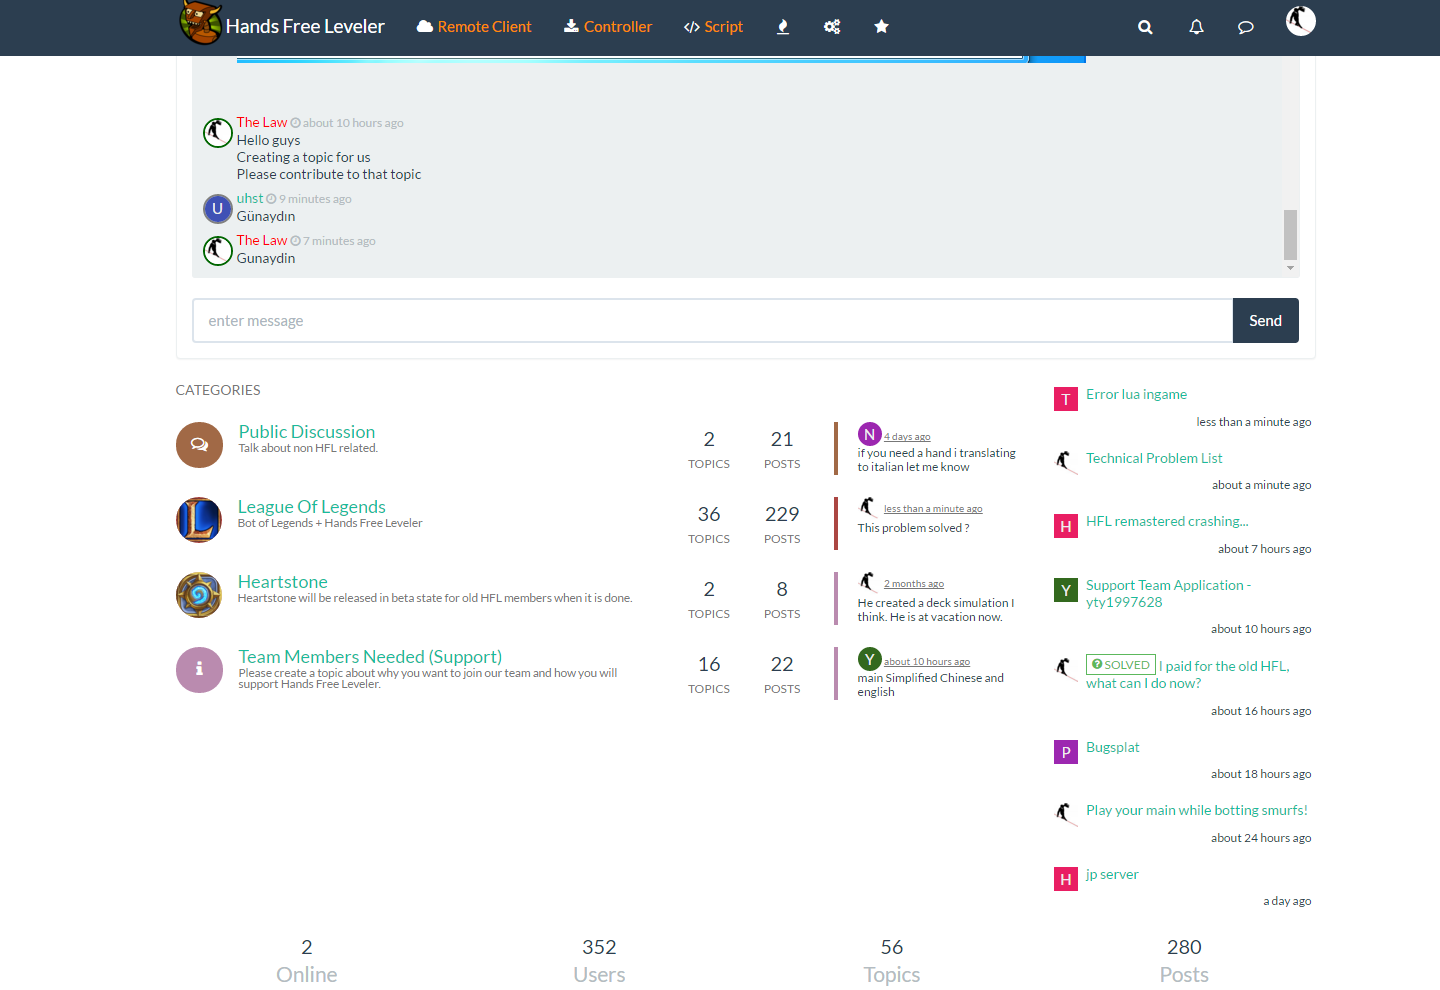 Hands Free Leveler
Remote Client
Controller
Script
The Law about 10 hours ago
Hello guys
Creating a topic for us
Please contribute to that topic
U
uhst 9 minutes ago
Günaydın
The Law 7 minutes ago
Gunaydin
enter message
Send
CATEGORIES
Public Discussion
Talk about non HFL related.
2
TOPICS
21
POSTS
N
4 days ago
if you need a hand i translating
to italian let me know
League Of Legends
Bot of Legends + Hands Free Leveler
36
TOPICS
229
POSTS
less than a minute ago
This problem solved ?
Heartstone
Heartstone will be released in beta state for old HFL members when it is done.
2
TOPICS
8
POSTS
2 months ago
He created a deck simulation I
think. He is at vacation now.
Team Members Needed (Support)
Please create a topic about why you want to join our team and how you will
support Hands Free Leveler.
16
TOPICS
22
POSTS
Y
about 10 hours ago
main Simplified Chinese and
english
T
Error lua ingame
less than a minute ago
Technical Problem List
about a minute ago
H
HFL remastered crashing...
about 7 hours ago
Y
Support Team Application -
yty1997628
about 10 hours ago
SOLVED I paid for the old HFL,
what can I do now?
about 16 hours ago
P
Bugsplat
about 18 hours ago
Play your main while botting smurfs!
about 24 hours ago
H
jp server
a day ago
2
Online
352
Users
56
Topics
280
Posts